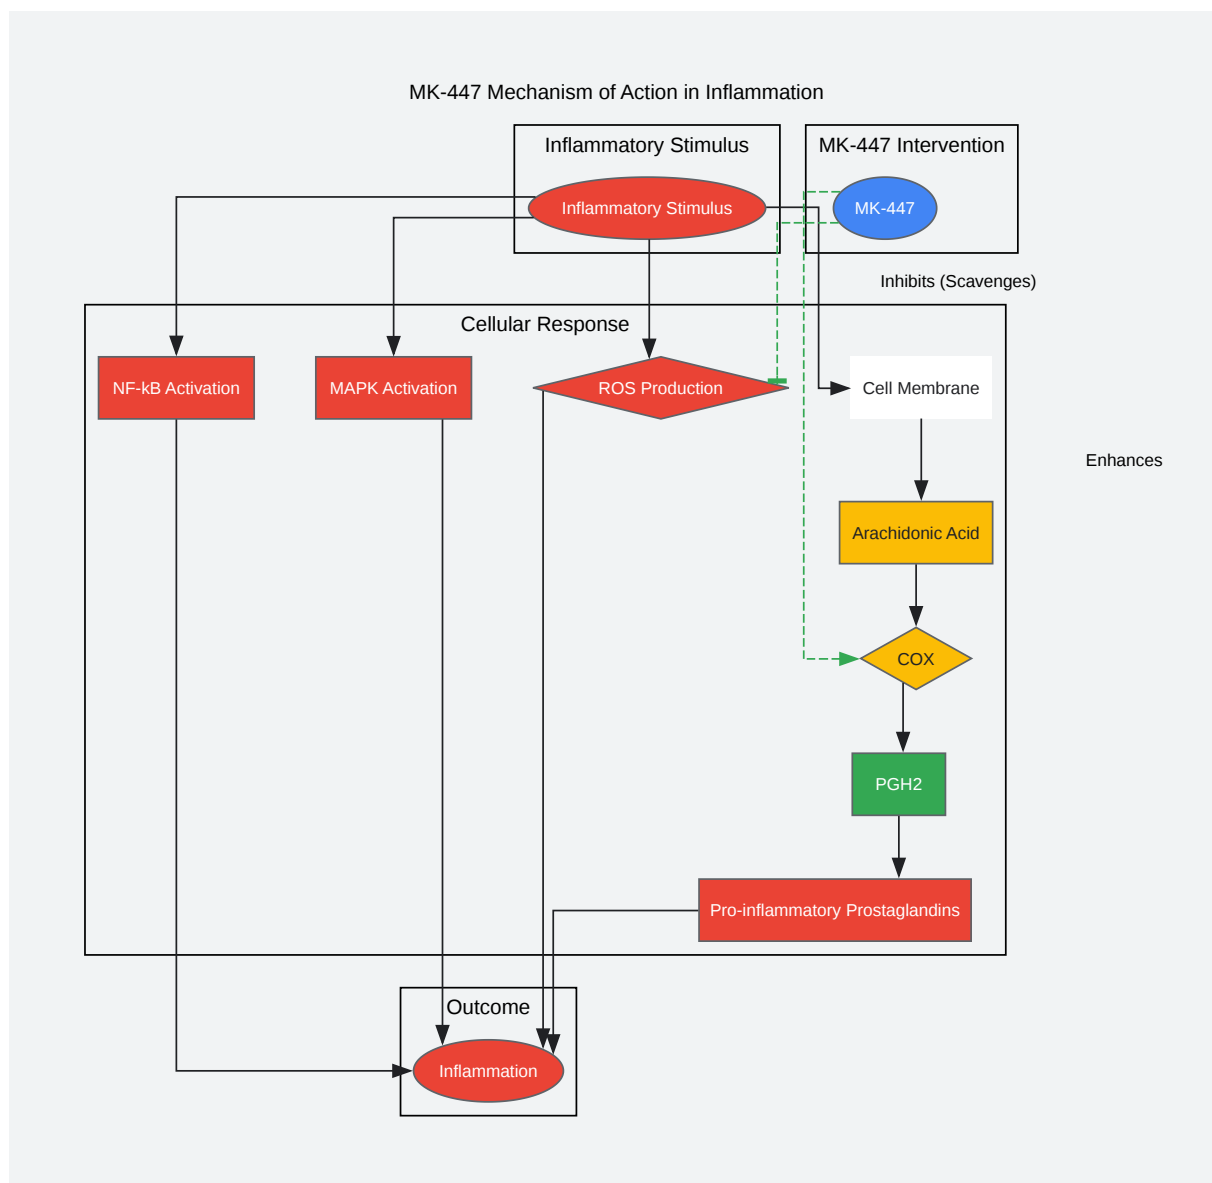 MK-447 Mechanism of Action in Inflammation
Inflammatory Stimulus
MK-447 Intervention
Inflammatory Stimulus
MK-447
Inhibits (Scavenges)
Cellular Response
NF-kB Activation
MAPK Activation
ROS Production
Cell Membrane
Enhances
Arachidonic Acid
COX
PGH2
Pro-inflammatory Prostaglandins
Outcome
Inflammation